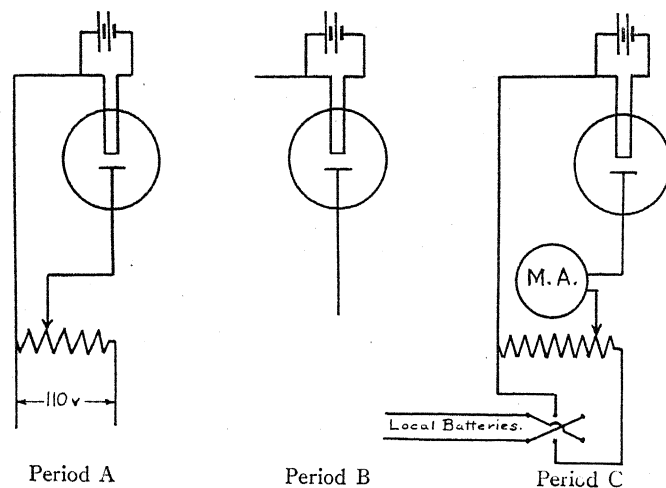 M. A.
110 v
Local Batteries.
Period A
Period B
Period C